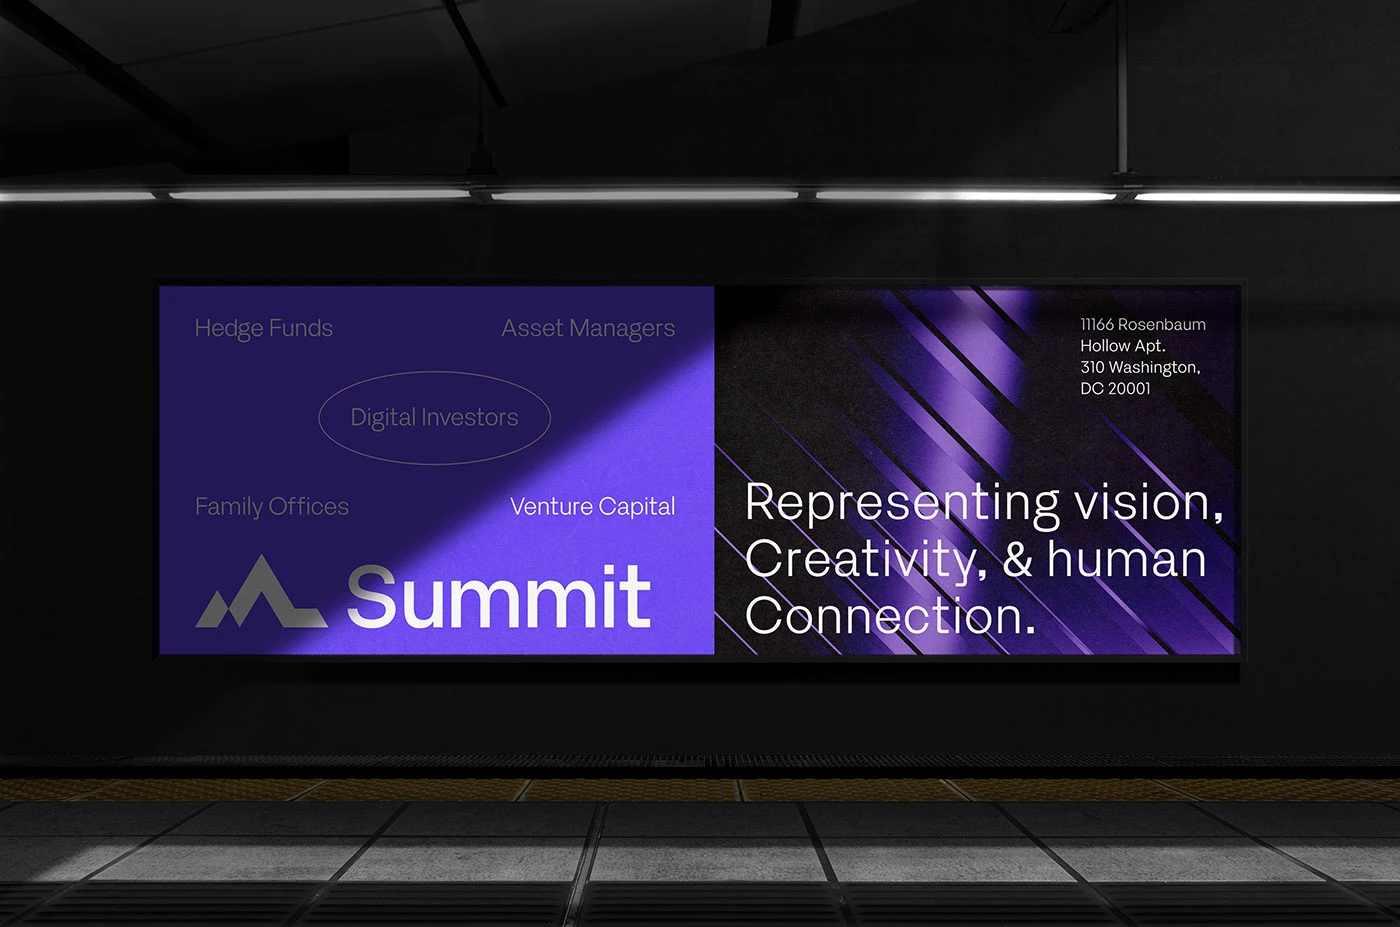 Hedge Funds
Asset Managers
Digital Investors
Family Offices
Venture Capital
Summit
11166 Rosenbaum
Hollow Apt.
310 Washington,
DC 20001
Representing vision,
Creativity, & human
Connection.